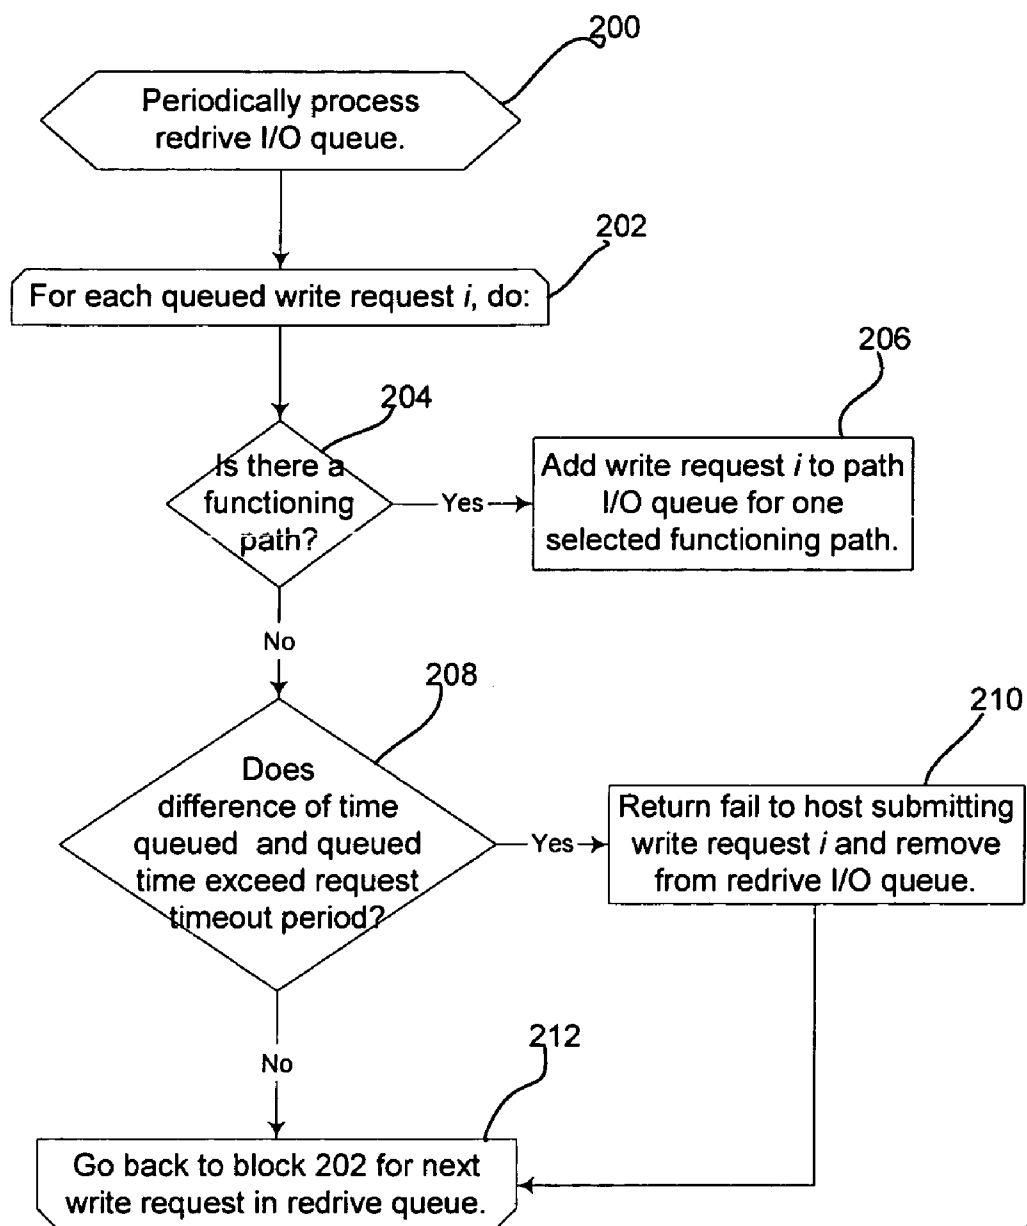 200
Periodically process
redrive I/O queue.
202
For each queued write request i, do:
206
204
Is there a
functioning
path?
Yes
Add write request i to path
I/O queue for one
selected functioning path.
No
208
210
Does
difference of time
queued and queued
time exceed request
timeout period?
Yes
Return fail to host submitting
write request i and remove
from redrive I/O queue.
No
212
Go back to block 202 for next
write request in redrive queue.